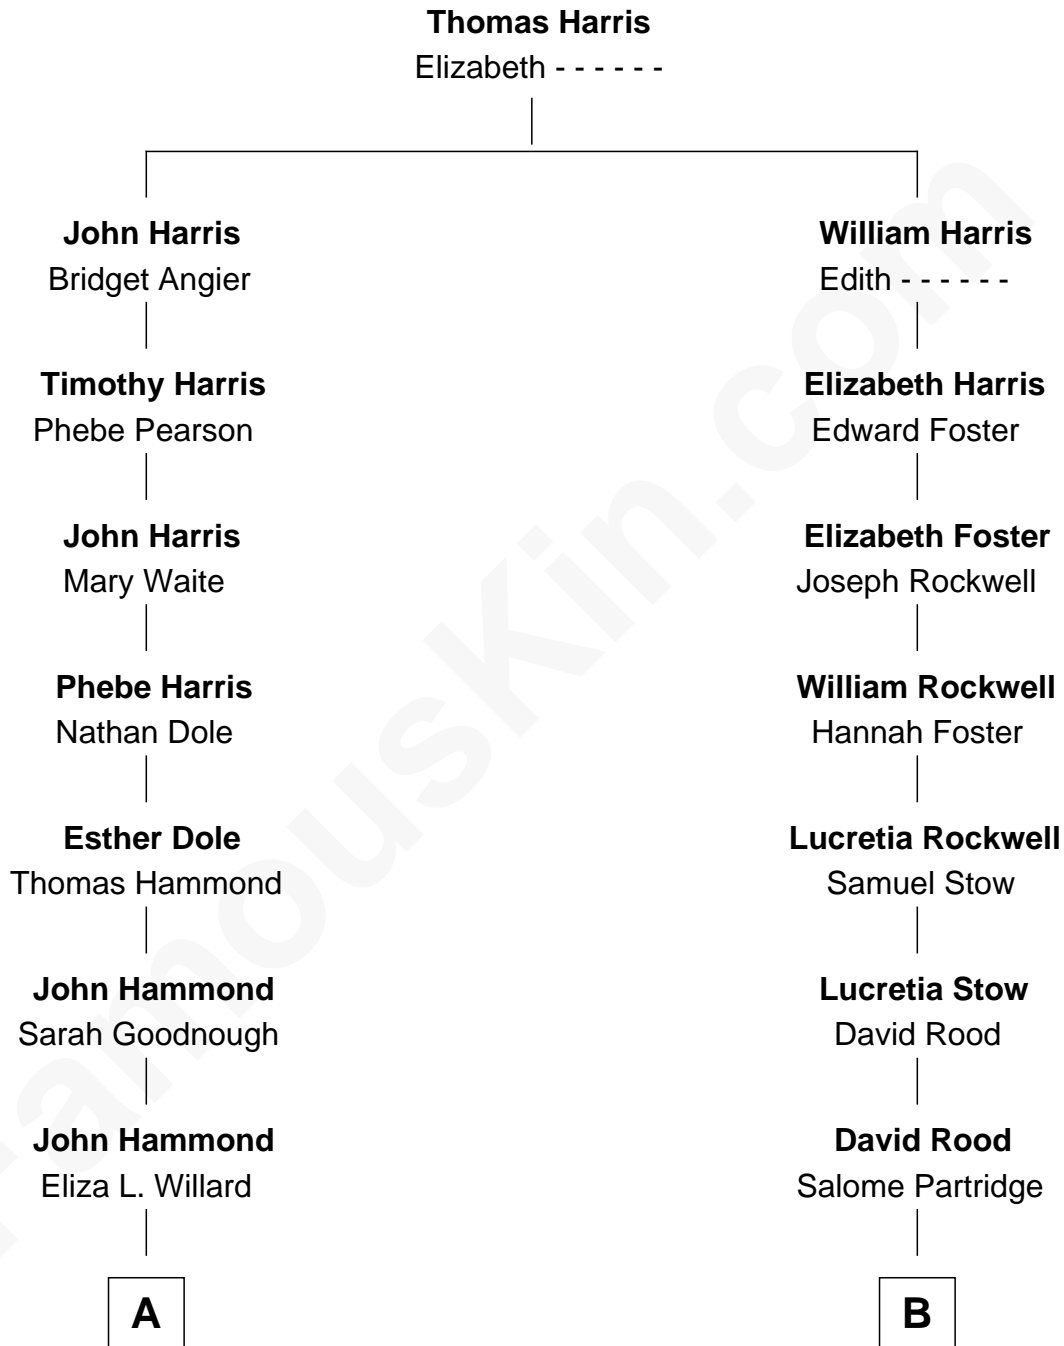 Thomas Harris
Elizabeth - - - - - -
John Harris
Bridget Angier
William Harris
Edith - - - - - -
Timothy Harris
Phebe Pearson
Elizabeth Harris
Edward Foster
John Harris
Mary Waite
Elizabeth Foster
Joseph Rockwell
Phebe Harris
Nathan Dole
William Rockwell
Hannah Foster
Esther Dole
Thomas Hammond
Lucretia Rockwell
Samuel Stow
John Hammond
Sarah Goodnough
Lucretia Stow
David Rood
John Hammond
Eliza L. Willard
David Rood
Salome Partridge
A
B
FamousKin.com